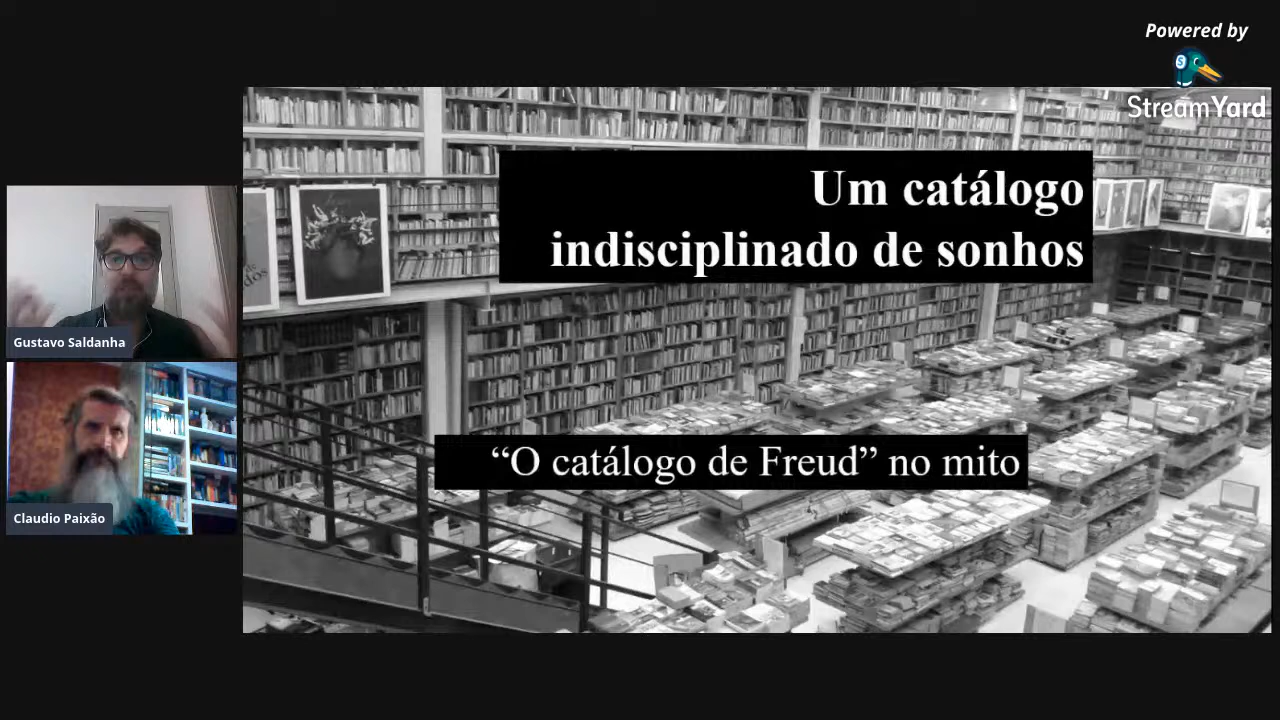 Powered by
StreamYard
Um catálogo
indisciplinado de sonhos
“O catálogo de Freud” no mito
Gustavo Saldanha
Claudio Paixão